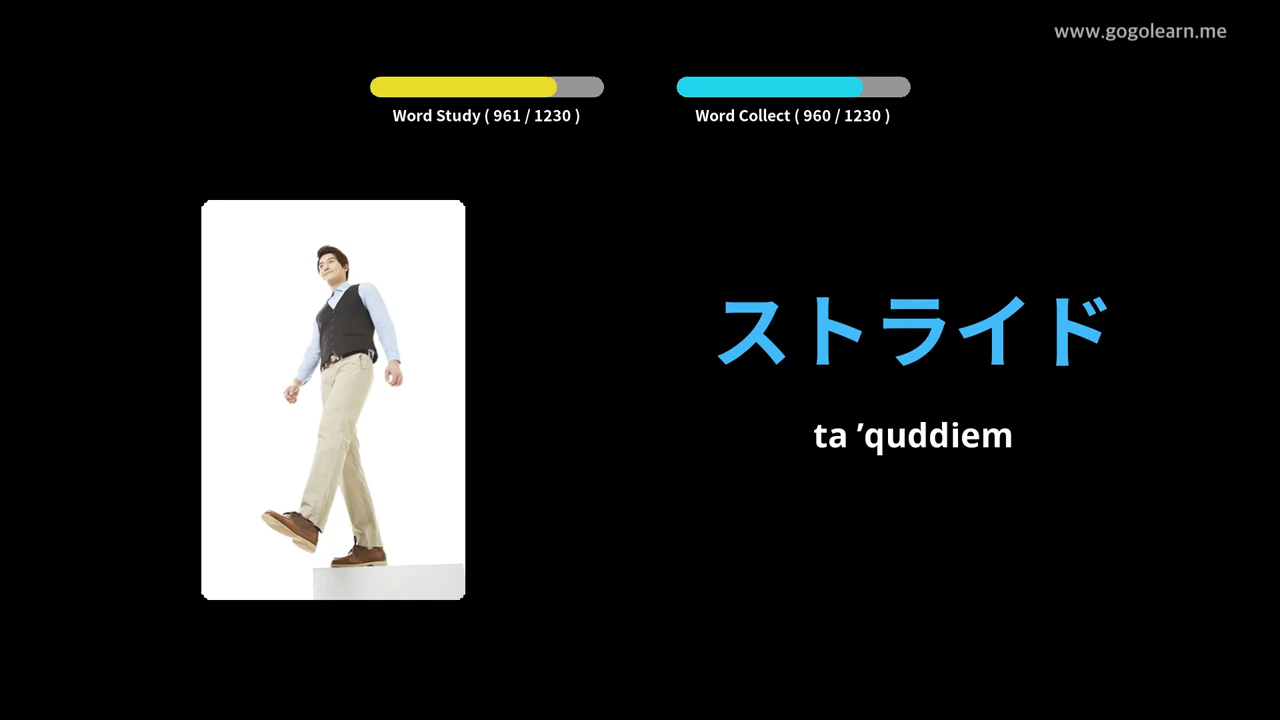 www.gogolearn.me
Word Study ( 961 / 1230 )
Word Collect ( 960 / 1230 )
ストライド
ta ’quddiem